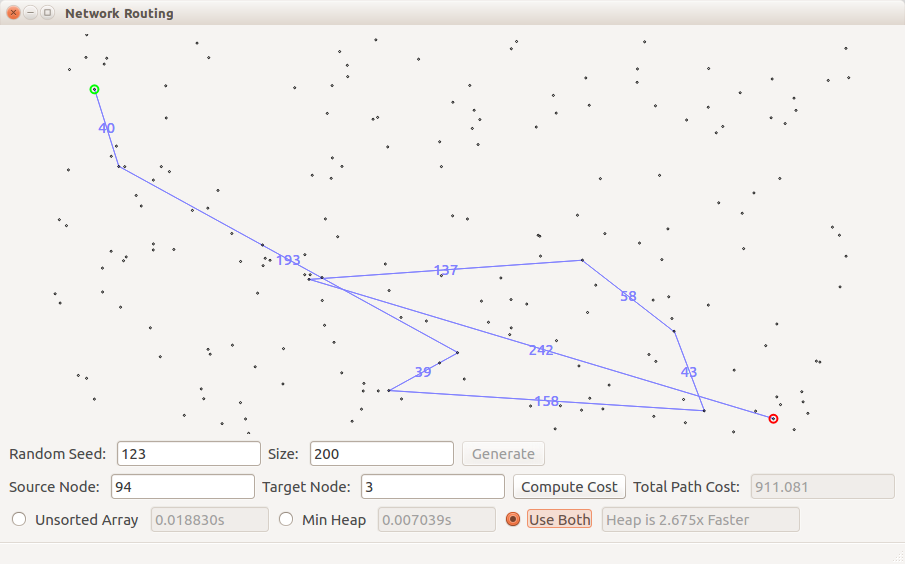 Network Routing
40
193
137
58
242
43
39
158
Random Seed: 123 Size: 200 Generate
Source Node: 94 Target Node: 3 Compute Cost Total Path Cost: 911.081
Unsorted Array 0.018830s Min Heap 0.007039s Use Both Heap is 2.675x Faster